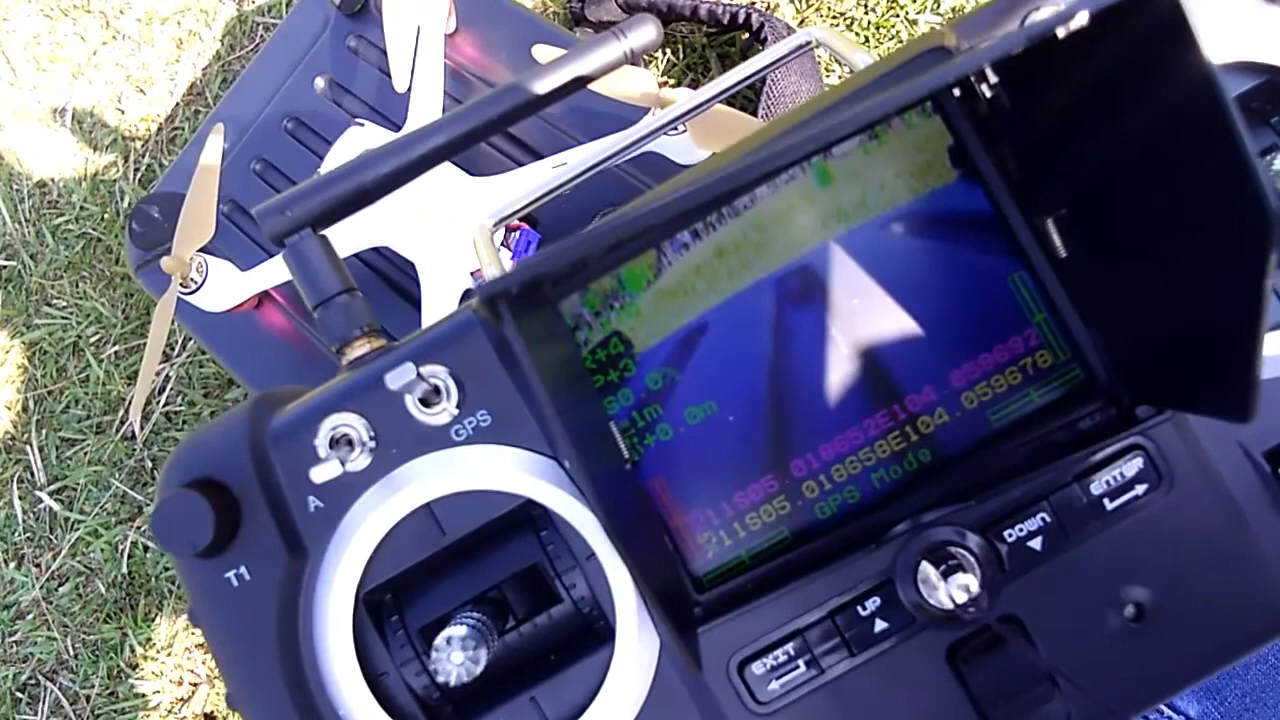 R+4
P+3
S0.0%
1m
+0.0m
11S05.018652E104.059692
11S05.018658E104.059678
GPS Mode
GPS
A
T1
EXIT
UP
DOWN
ENTER